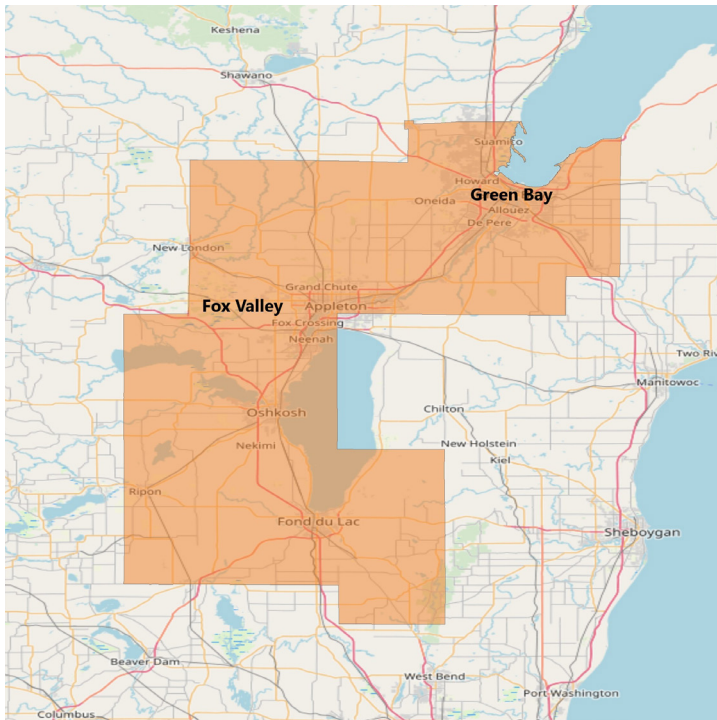 Keshena
Shawano
Suamico
Howard
Green Bay
Oneida
Allouez
De Pere
New London
Grand Chute
Fox Valley
Appleton
Fox Crossing
Neenah
Two Ri
Manitowoc
Oshkosh
Chilton
Nekimi
New Holstein
Kiel
Ripon
Fond du Lac
Sheboygan
Beaver Dam
West Bend
Port Washington
Columbus